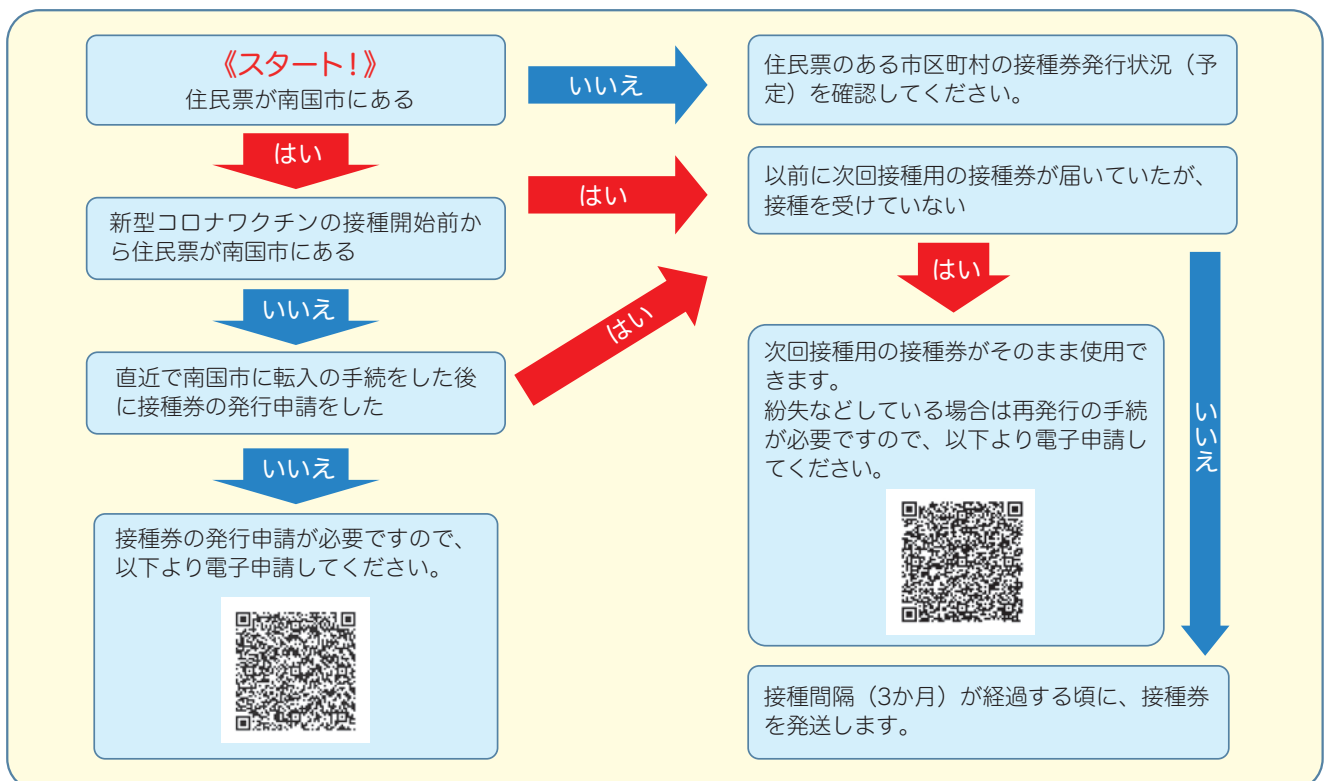 《スタート！》
住民票が南国市にある
いいえ
住民票のある市区町村の接種券発行状況（予
定）を確認してください。
はい
新型コロナワクチンの接種開始前か
ら住民票が南国市にある
はい
以前に次回接種用の接種券が届いていたが、
接種を受けていない
いいえ
はい
はい
いいえ
直近で南国市に転入の手続をした後
に接種券の発行申請をした
次回接種用の接種券がそのまま使用で
きます。
紛失などしている場合は再発行の手続
が必要ですので、以下より電子申請し
てください。
いいえ
接種券の発行申請が必要ですので、
以下より電子申請してください。
接種間隔（3か月）が経過する頃に、接種券
を発送します。